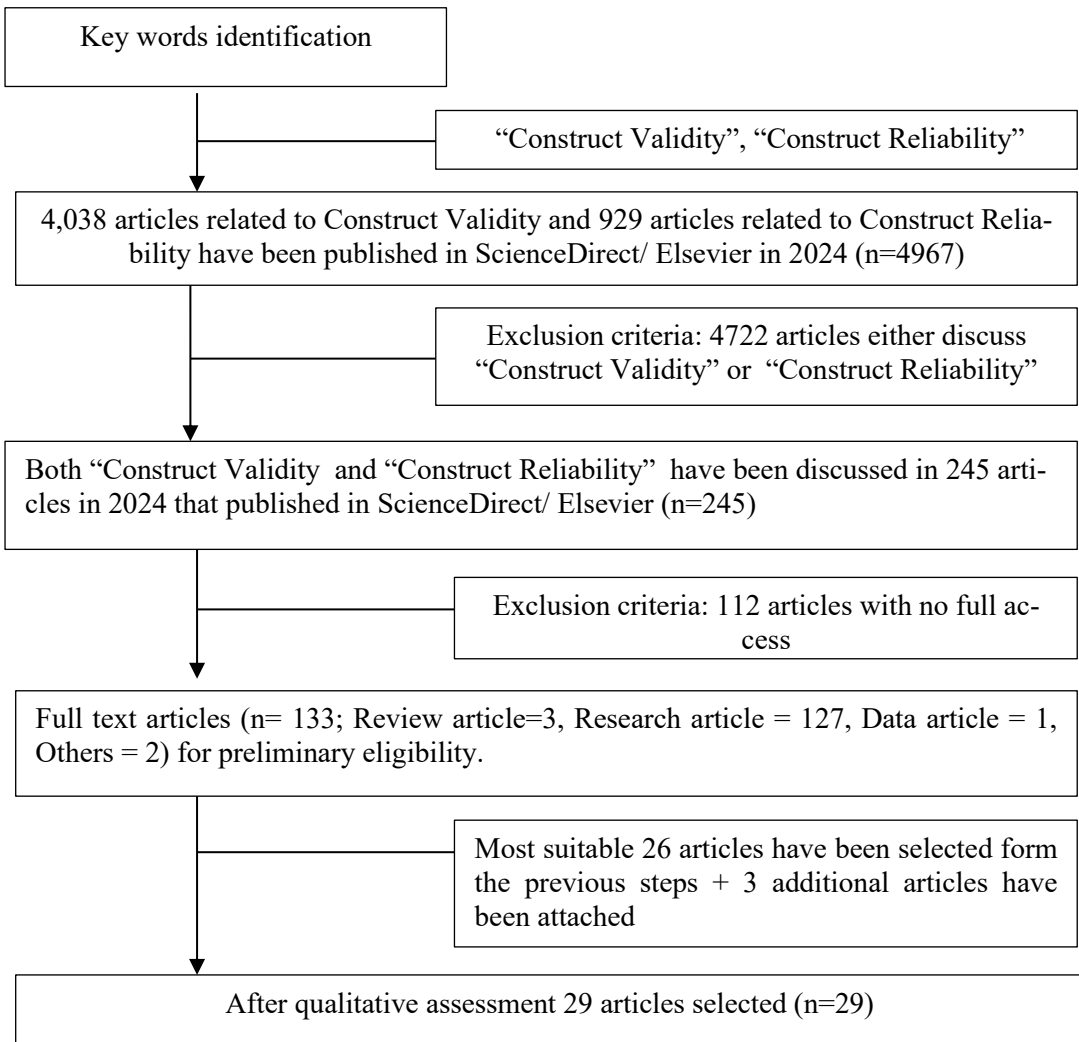 Key words identification
“Construct Validity”, “Construct Reliability”
4,038 articles related to Construct Validity and 929 articles related to Construct Relia-
bility have been published in ScienceDirect/ Elsevier in 2024 (n=4967)
Exclusion criteria: 4722 articles either discuss
“Construct Validity” or “Construct Reliability”
Both “Construct Validity and “Construct Reliability” have been discussed in 245 arti-
cles in 2024 that published in ScienceDirect/ Elsevier (n=245)
Exclusion criteria: 112 articles with no full ac-
cess
Full text articles (n= 133; Review article=3, Research article = 127, Data article = 1,
Others = 2) for preliminary eligibility.
Most suitable 26 articles have been selected form
the previous steps + 3 additional articles have
been attached
After qualitative assessment 29 articles selected (n=29)